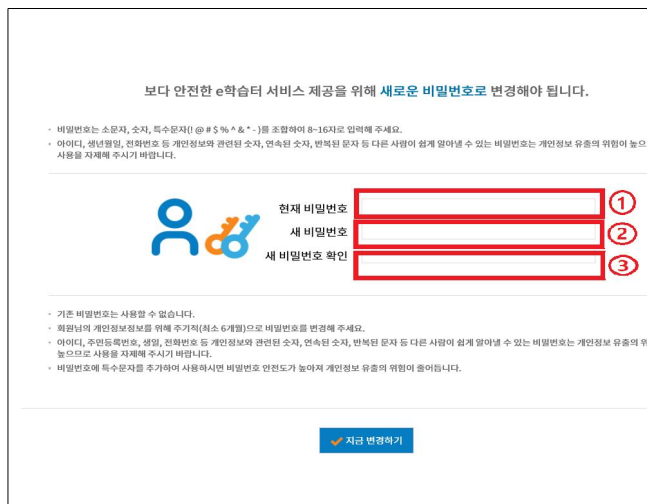 보다 안전한 e학습터 서비스 제공을 위해 새로운 비밀번호로 변경해야 됩니다.
• 비밀번호는 소문자, 숫자, 특수문자(! @ # $ % ^ & * - )를 조합하여 8~16자로 입력해 주세요.
• 아이디, 생년월일, 전화번호 등 개인정보와 관련된 숫자, 연속된 숫자, 반복된 문자 등 다른 사람이 쉽게 알아낼 수 있는 비밀번호는 개인정보 유출의 위험이 높으
사용을 자제해 주시기 바랍니다.
현재 비밀번호 ①
새 비밀번호 ②
새 비밀번호 확인 ③
• 기존 비밀번호는 사용할 수 없습니다.
• 회원님의 개인정보정보를 위해 주기적(최소 6개월)으로 비밀번호를 변경해 주세요.
• 아이디, 주민등록번호, 생일, 전화번호 등 개인정보와 관련된 숫자, 연속된 숫자, 반복된 문자 등 다른 사람이 쉽게 알아낼 수 있는 비밀번호는 개인정보 유출의 위
높으므로 사용을 자제해 주시기 바랍니다.
• 비밀번호에 특수문자를 추가하여 사용하시면 비밀번호 안전도가 높아져 개인정보 유출의 위험이 줄어듭니다.
지금 변경하기